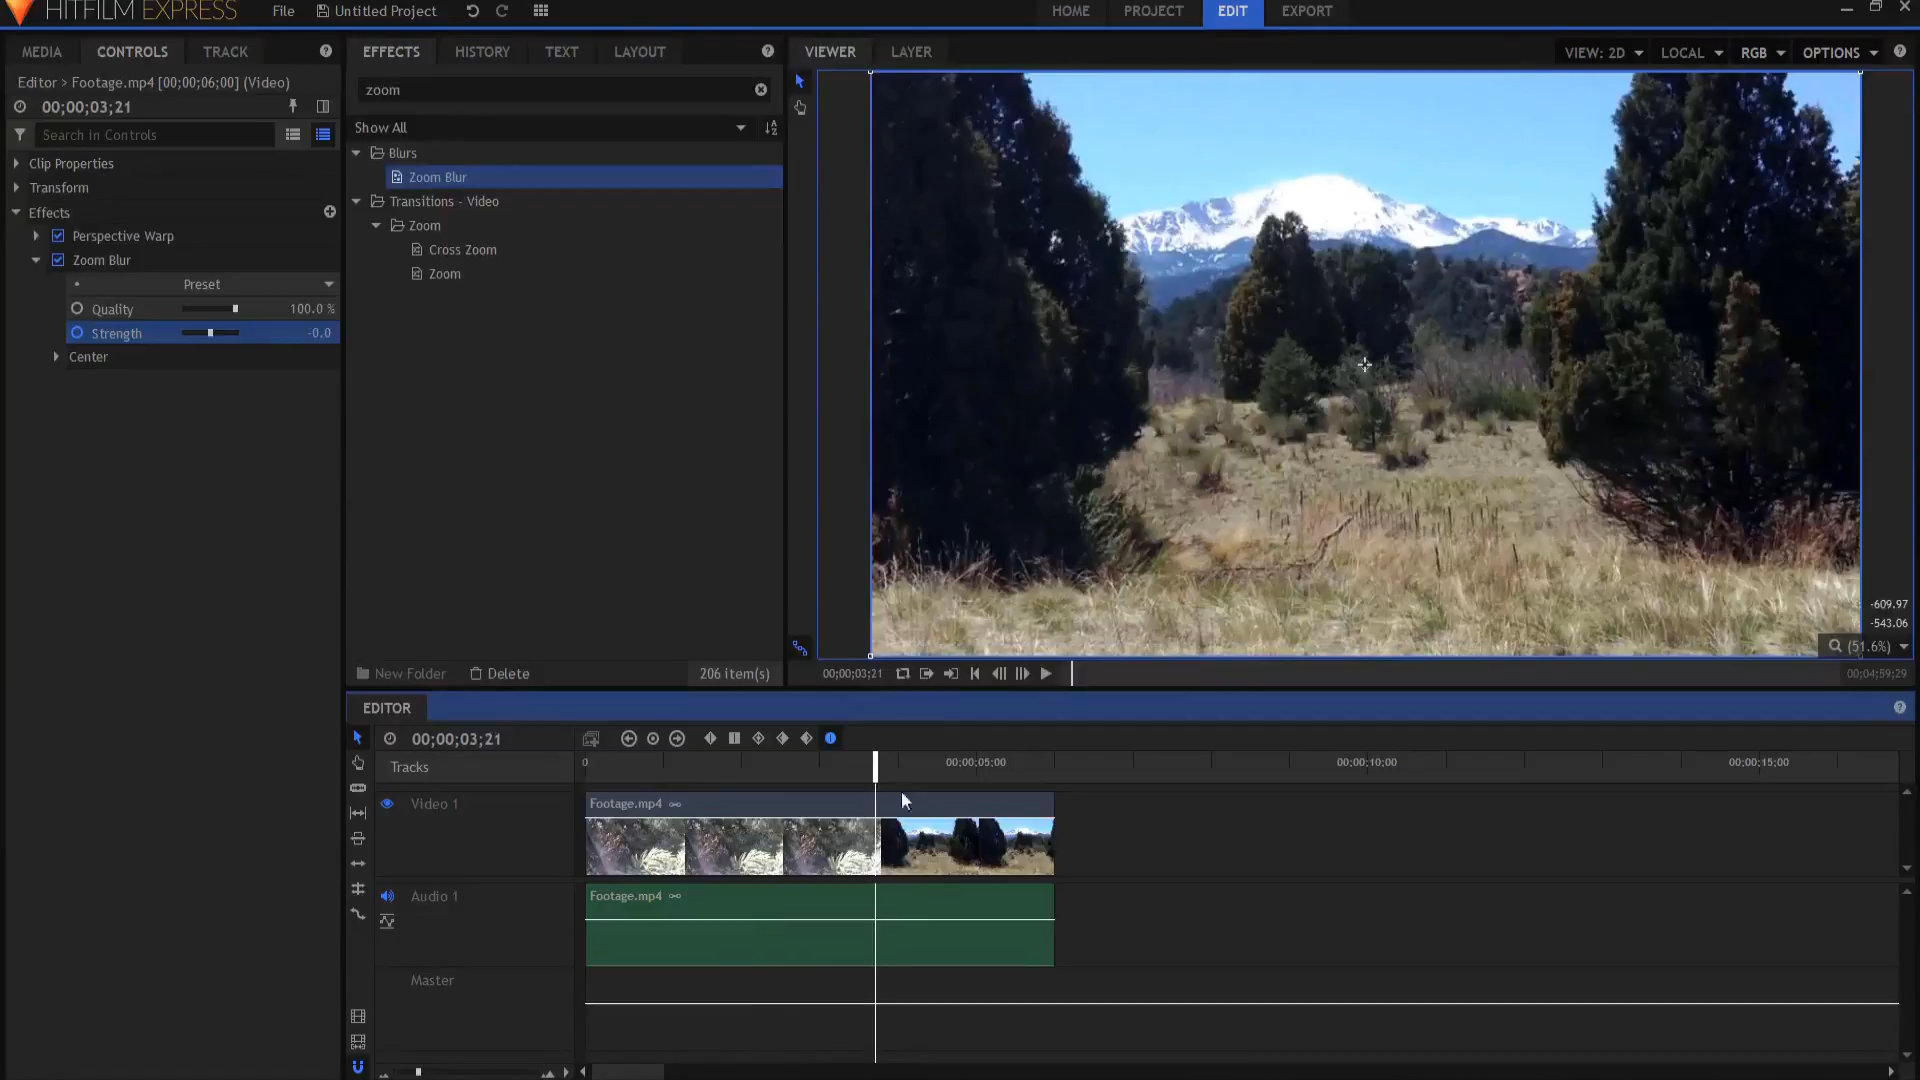 HITFILM EXPRESS
File
Untitled Project
HOME
PROJECT
EDIT
EXPORT
MEDIA
CONTROLS
TRACK
EFFECTS
HISTORY
TEXT
LAYOUT
VIEWER
LAYER
VIEW: 2D
LOCAL
RGB
OPTIONS
Editor > Footage.mp4 [00;00;06;00] (Video)
00;00;03;21
Search in Controls
Clip Properties
Transform
Effects
Perspective Warp
Zoom Blur
Preset
Quality 100.0 %
Strength -0.0
Center
zoom
Show All
Blurs
Zoom Blur
Transitions - Video
Zoom
Cross Zoom
Zoom
New Folder
Delete
206 item(s)
-609.97
-543.06
(51.6%)
00;00;03;21
00;04;59;29
EDITOR
00;00;03;21
Tracks
0
00;00;05;00
00;00;10;00
00;00;15;00
Video 1
Footage.mp4
Audio 1
Footage.mp4
Master